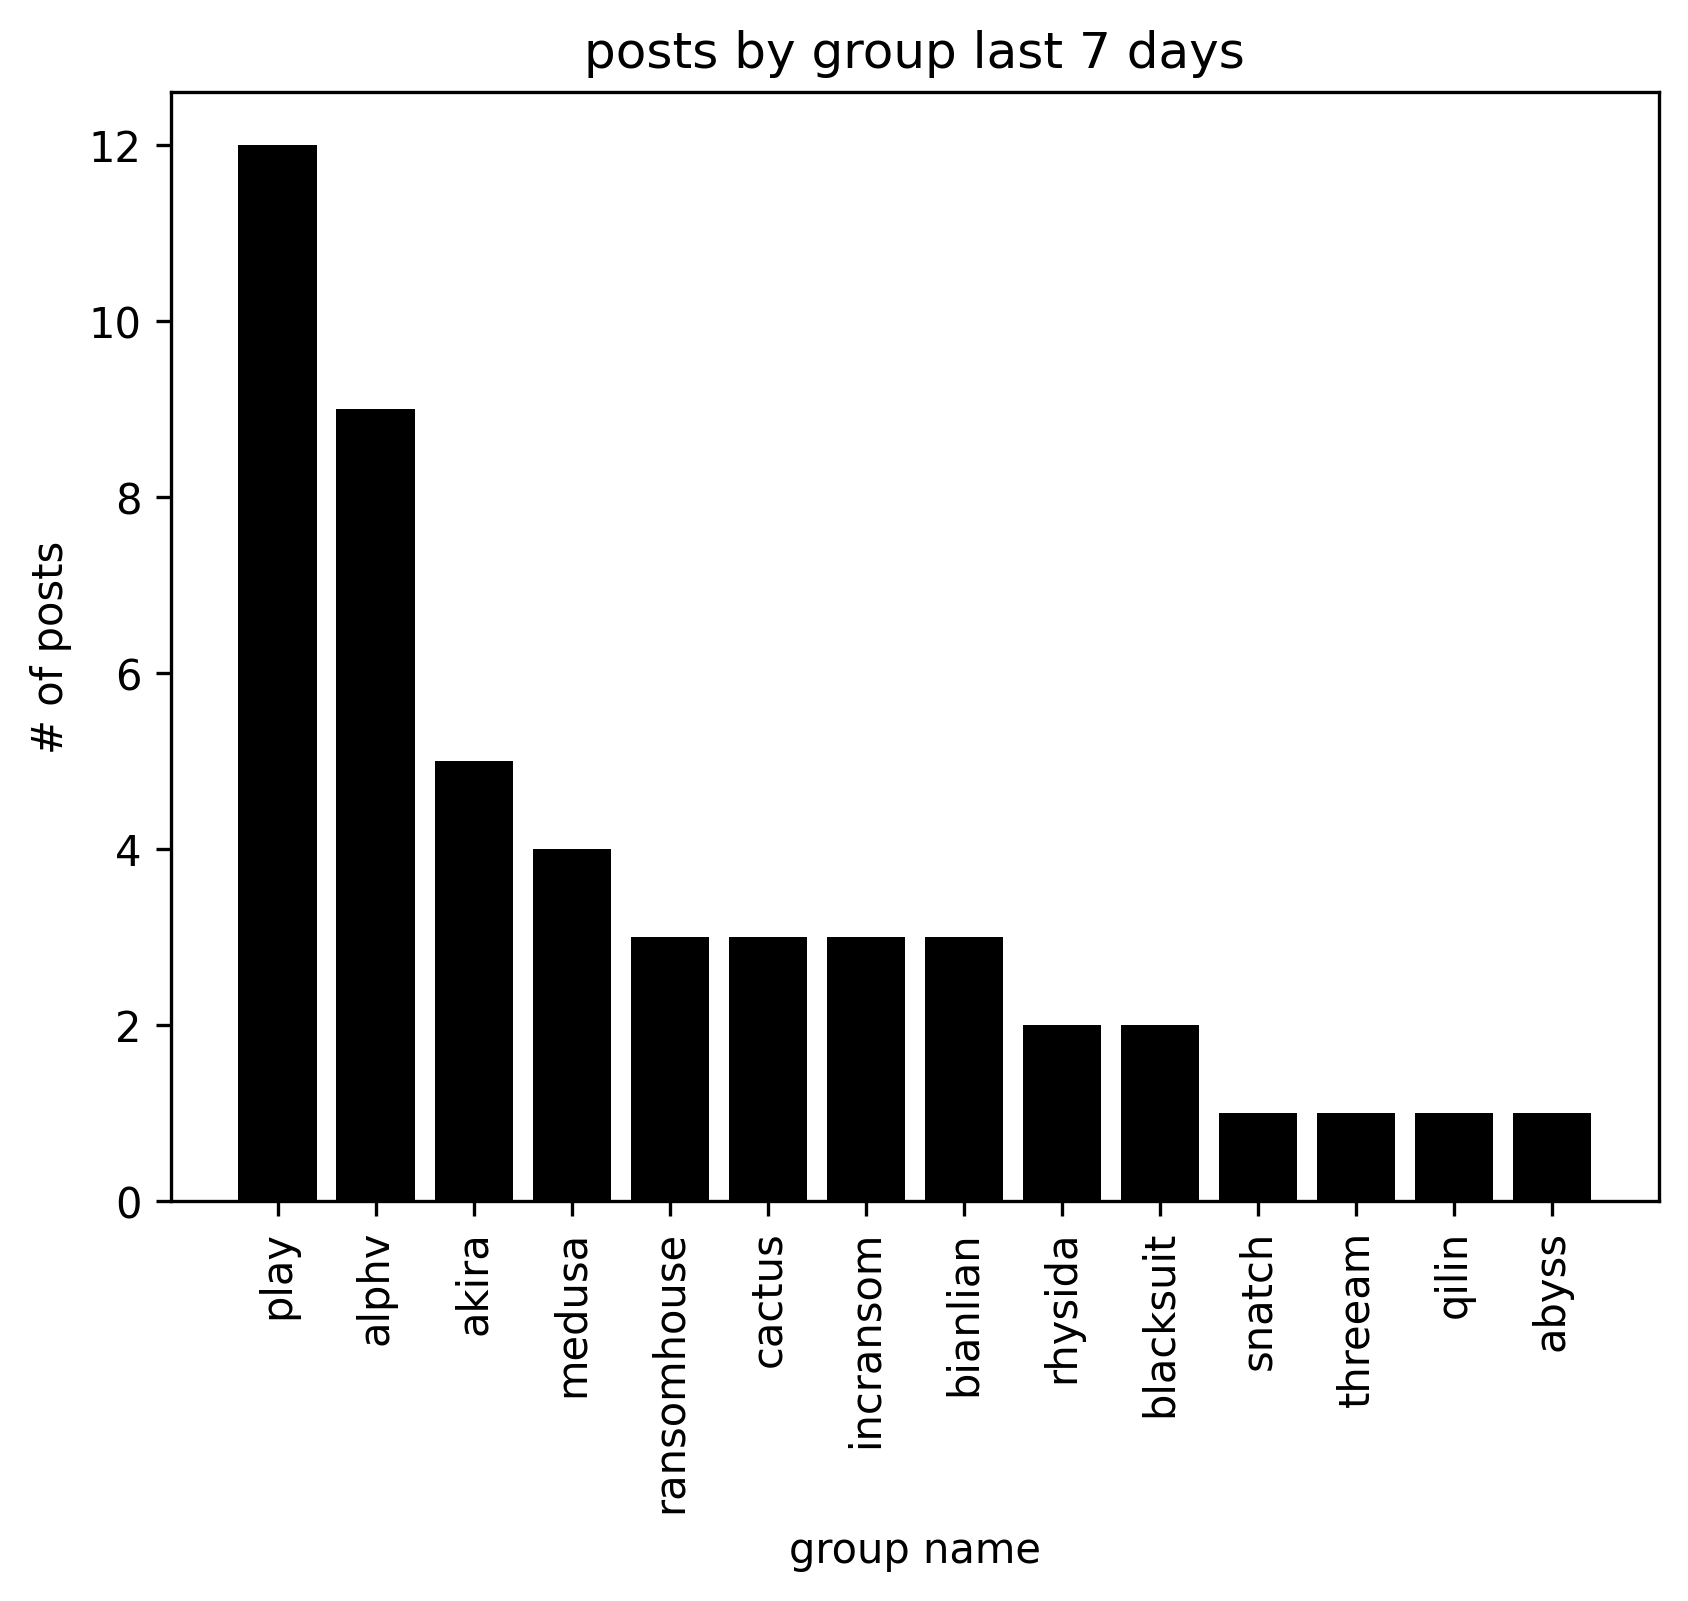 posts by group last 7 days
12
10
8
6
4
2
0
# of posts
play
alphv
akira
medusa
ransomhouse
cactus
incransom
bianlian
rhysida
blacksuit
snatch
threeam
qilin
abyss
group name